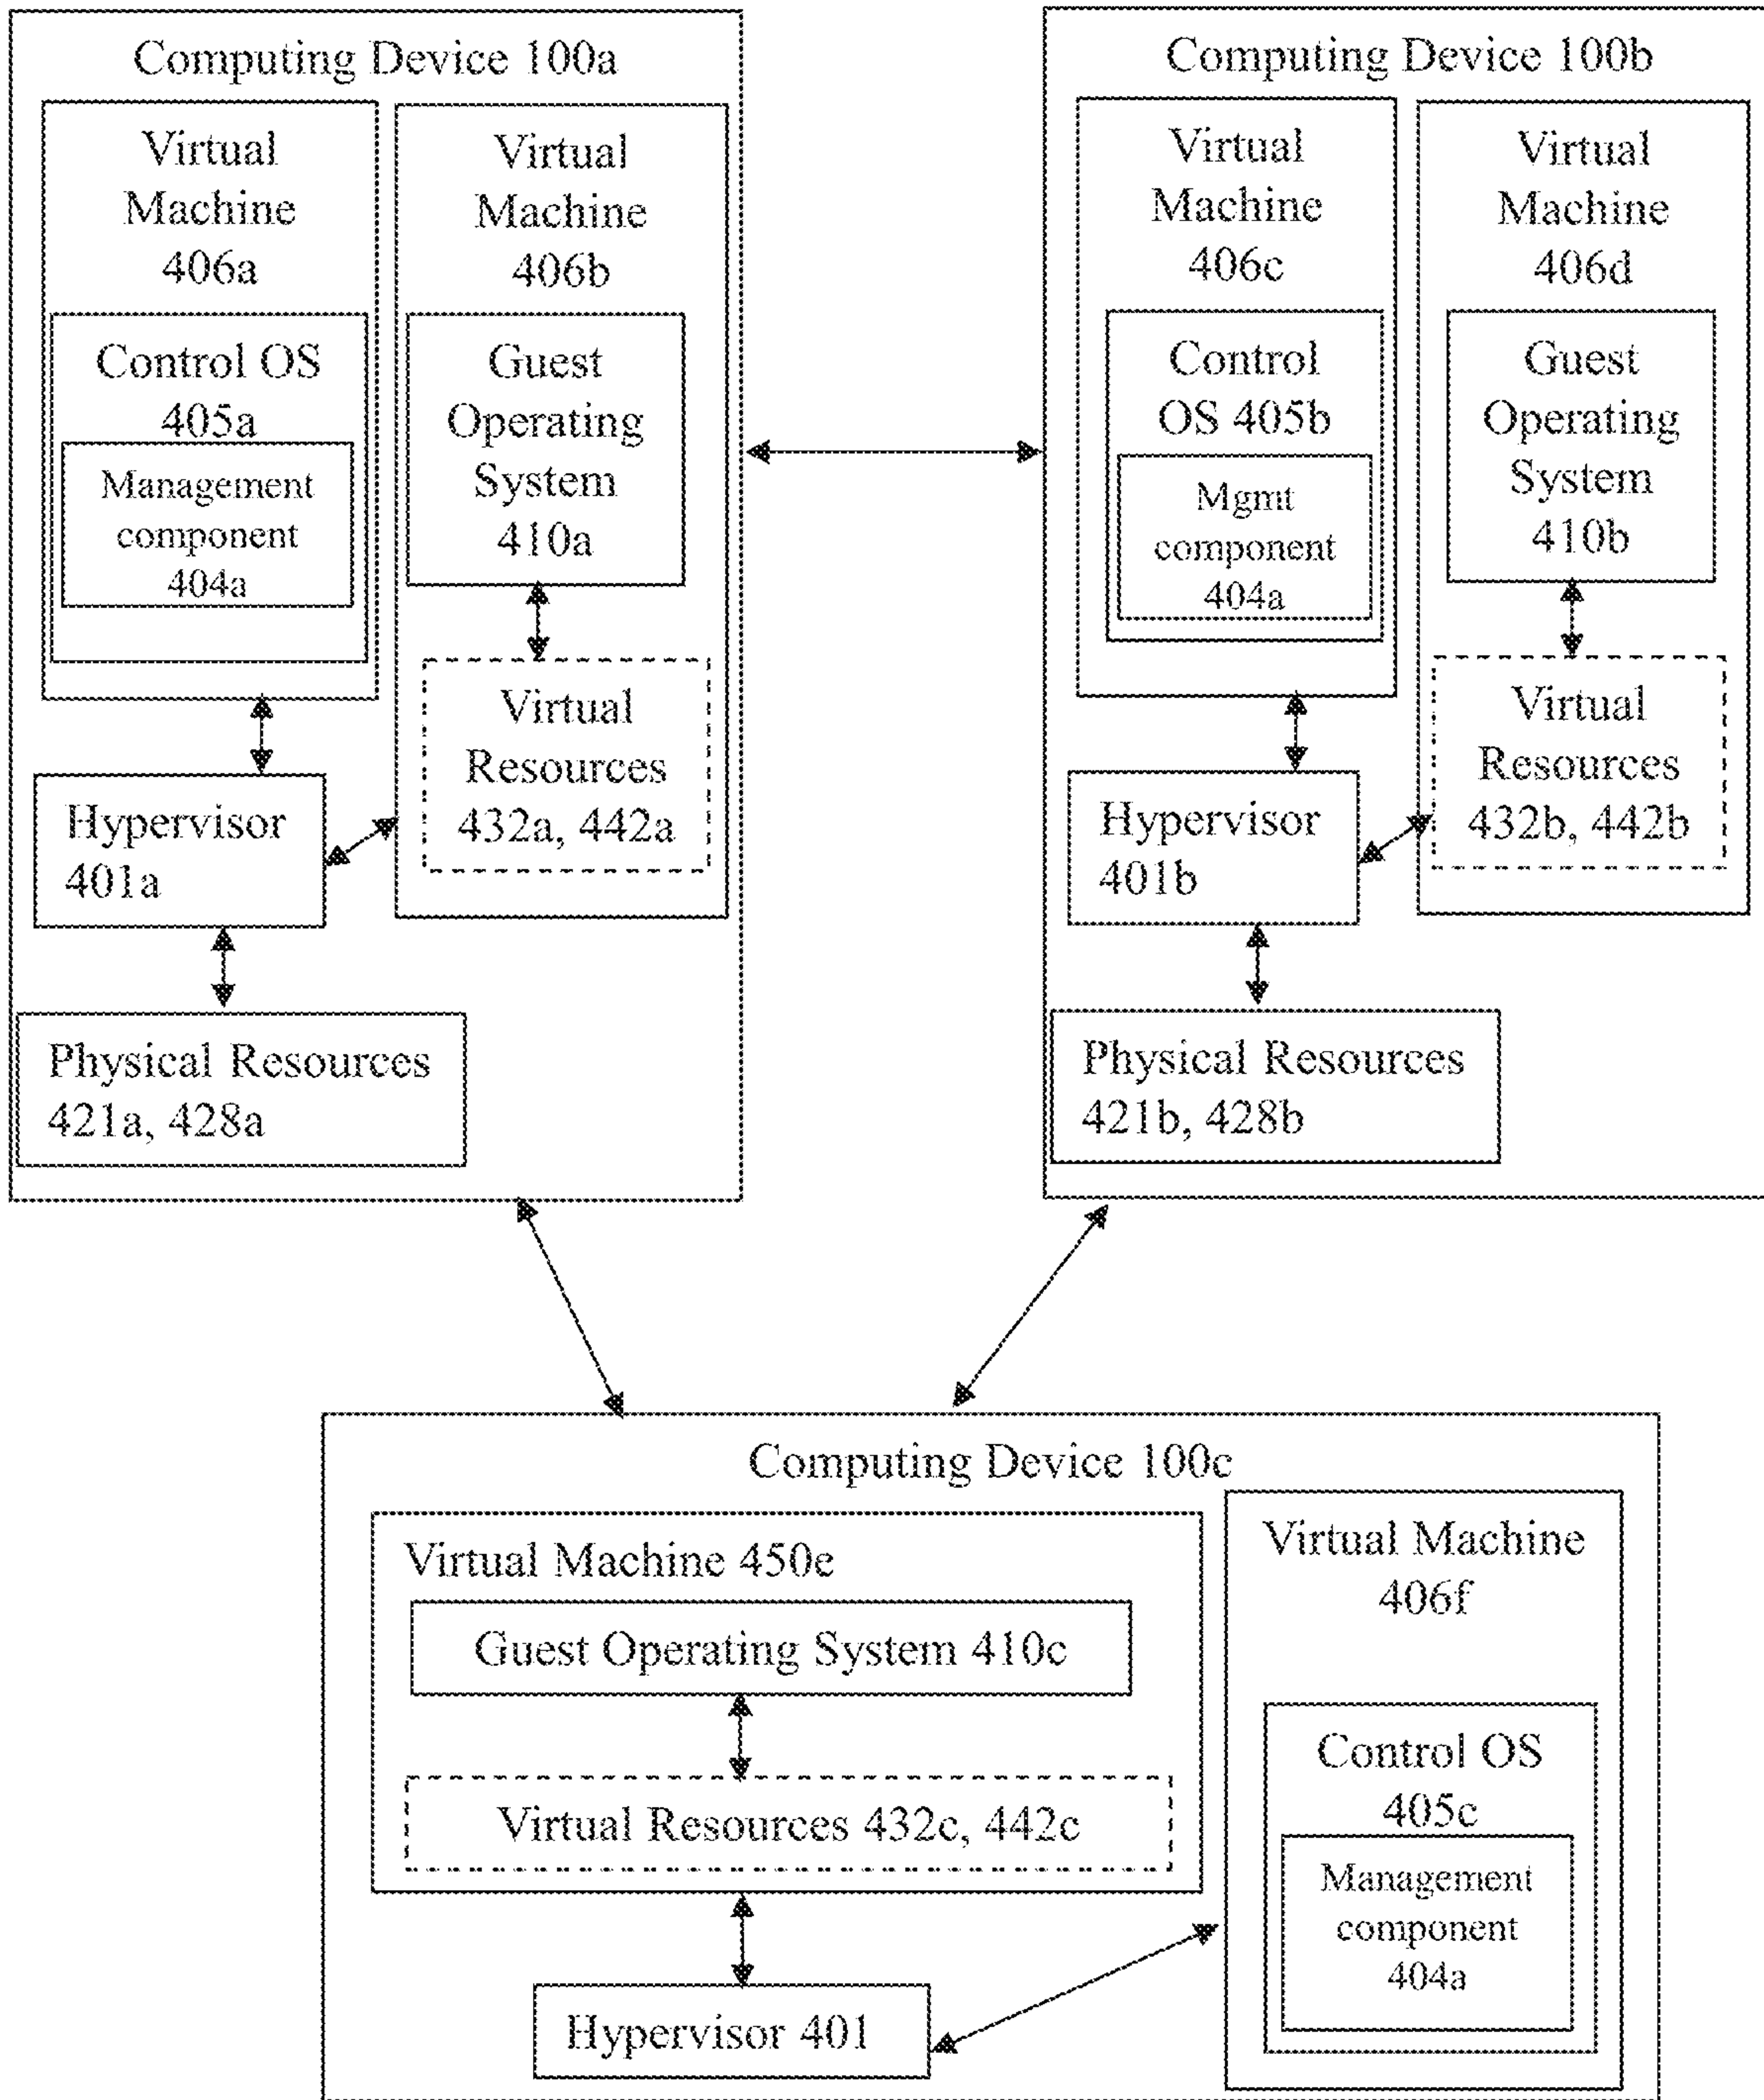 Computing Device 100a
Virtual
Machine
406a
Control OS
405a
Management
component
404a
Virtual
Machine
406b
Guest
Operating
System
410a
Virtual
Resources
432a, 442a
Hypervisor
401a
Physical Resources
421a, 428a
Computing Device 100b
Virtual
Machine
406c
Control
OS 405b
Mgmt
component
404a
Virtual
Machine
406d
Guest
Operating
System
410b
Virtual
Resources
432b, 442b
Hypervisor
401b
Physical Resources
421b, 428b
Computing Device 100c
Virtual Machine 450e
Guest Operating System 410c
Virtual Resources 432c, 442c
Hypervisor 401
Virtual Machine
406f
Control OS
405c
Management
component
404a